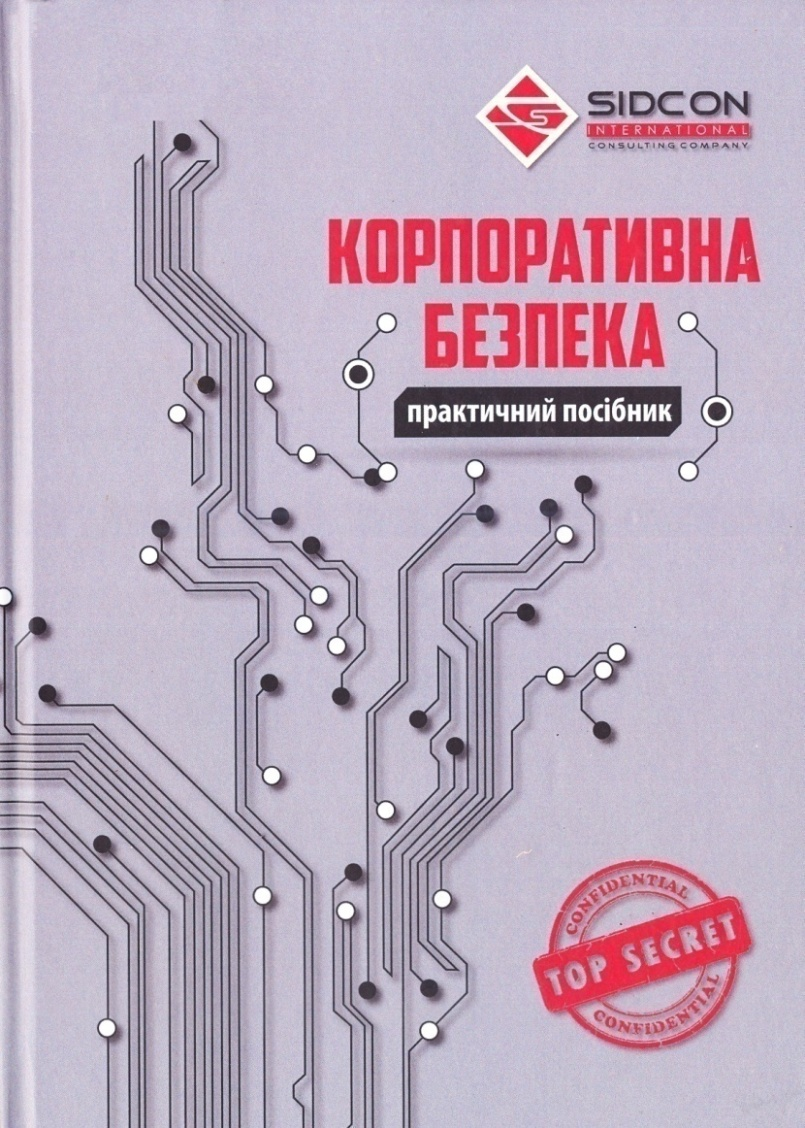 SIDCON
INTERNATIONAL
CONSULTING COMPANY
КОРПОРАТИВНА
БЕЗПЕКА
практичний посібник
CONFIDENTIAL
TOP SECRET
CONFIDENTIAL